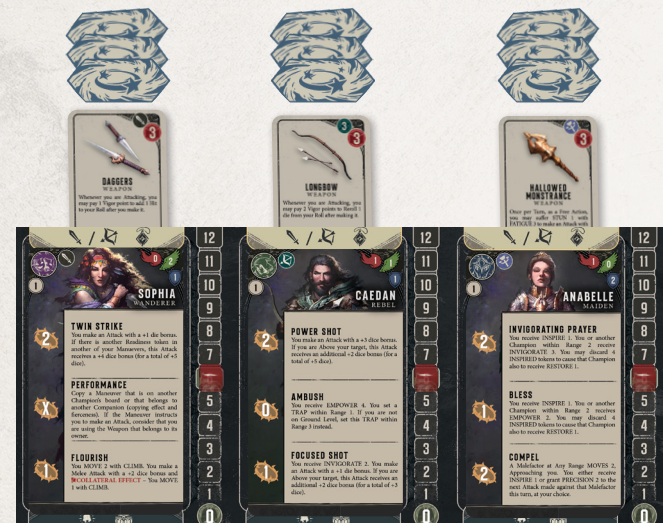 3
DAGGERS
WEAPON
Whenever you are Attacking, you
may pay 1 Vigor point to add 1 Hit
to your Roll after you make it.
3
3
LONGBOW
WEAPON
Whenever you are Attacking, you
may pay 2 Vigor points to Reroll 1
die from your Roll after making it.
3
HALLOWED
MONSTRANCE
WEAPON
Once per Turn, as a Free Action,
you may suffer STUN 1 with
FATIGUE 3 to make an Attack with
12
11
10
9
8
7
5
4
3
2
1
0
0
2
1
1
SOPHIA
WANDERER
2
TWIN STRIKE
You make an Attack with a +1 dice bonus.
If there is another Readiness token in
another of your Maneuvers, this Attack
receives a +4 dice bonus (for a total of +5
dice).
X
PERFORMANCE
Copy a Maneuver that is on another
Champion's board or that belongs to
another Companion (copying effect and
fierceness). If the Maneuver instructs
you to make an Attack, consider that you
are using the Weapon that belongs to its
owner.
1
FLOURISH
You MOVE 2 with CLIMB. You make a
Melee Attack with a +2 dice bonus and
COLLATERAL EFFECT – You MOVE
1 with CLIMB.
12
11
10
9
8
7
5
4
3
2
1
0
1
1
1
CAEDAN
REBEL
2
POWER SHOT
You make an Attack with a +3 dice bonus.
If you are Above your target, this Attack
receives an additional +2 dice bonus (for a
total of +5 dice).
0
AMBUSH
You receive EMPOWER 4. You set a
TRAP within Range 1. If you are not
on Ground Level, set this TRAP within
Range 3 instead.
1
FOCUSED SHOT
You receive INVIGORATE 2. You make
an Attack with +1 dice bonus. If you are
Above your target, this Attack receives an
additional +2 dice bonus (for a total of +3
dice).
12
11
10
9
8
7
5
4
3
2
1
0
1
0
2
1
ANABELLE
MAIDEN
2
INVIGORATING PRAYER
You receive INSPIRE 1. You or another
Champion within Range 2 receive
INVIGORATE 3. You may discard 4
INSPIRED tokens to cause that Champion
also to receive RESTORE 1.
1
BLESS
You receive INSPIRE 1. You or another
Champion within Range 2 receives
EMPOWER 2. You may discard 4
INSPIRED tokens to cause that Champion
also to receive RESTORE 1.
2
COMPEL
A Malefactor at Any Range MOVES 2,
Approaching you. You either receive
INSPIRE 1 or grant PRECISION 2 to the
next Attack made against that Malefactor
this turn, at your choice.